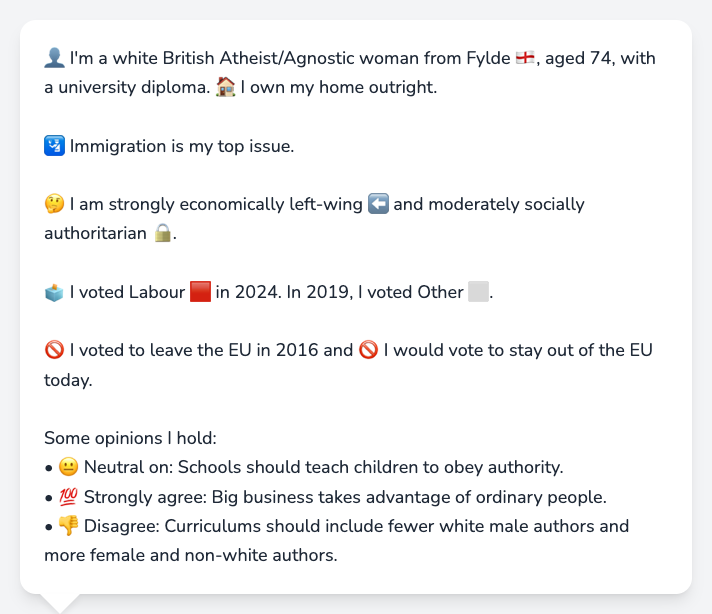 👤 I'm a white British Atheist/Agnostic woman from Fylde 🏴󠁧󠁢󠁥󠁮󠁧󠁿, aged 74, with
a university diploma. 🏠 I own my home outright.
🛂 Immigration is my top issue.
🤔 I am strongly economically left-wing ⬅️ and moderately socially
authoritarian 🔒.
🗳️ I voted Labour 🟥 in 2024. In 2019, I voted Other ⬜.
🚫 I voted to leave the EU in 2016 and 🚫 I would vote to stay out of the EU
today.
Some opinions I hold:
• 😐 Neutral on: Schools should teach children to obey authority.
• 💯 Strongly agree: Big business takes advantage of ordinary people.
• 👎 Disagree: Curriculums should include fewer white male authors and
more female and non-white authors.